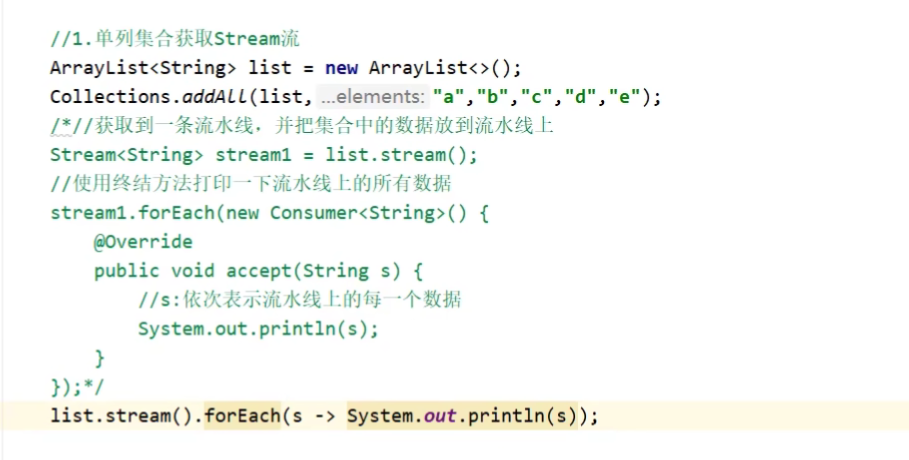 //1.单列集合获取Stream流
ArrayList<String> list = new ArrayList<>();
Collections.addAll(list, ...elements: "a","b","c","d","e");
/*//获取到一条流水线，并把集合中的数据放到流水线上
Stream<String> stream1 = list.stream();
//使用终结方法打印一下流水线上的所有数据
stream1.forEach(new Consumer<String>() {
    @Override
    public void accept(String s) {
        //s:依次表示流水线上的每一个数据
        System.out.println(s);
    }
});*/
list.stream().forEach(s -> System.out.println(s));